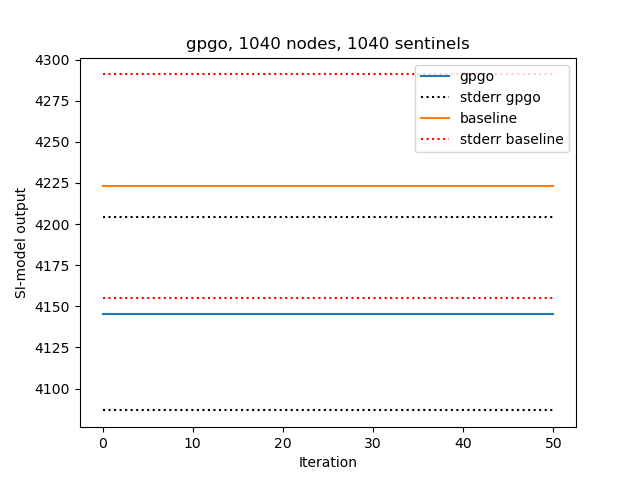 gpgo, 1040 nodes, 1040 sentinels
4300
4275
4250
4225
4200
4175
4150
4125
4100
SI-model output
gpgo
stderr gpgo
baseline
stderr baseline
0 10 20 30 40 50
Iteration